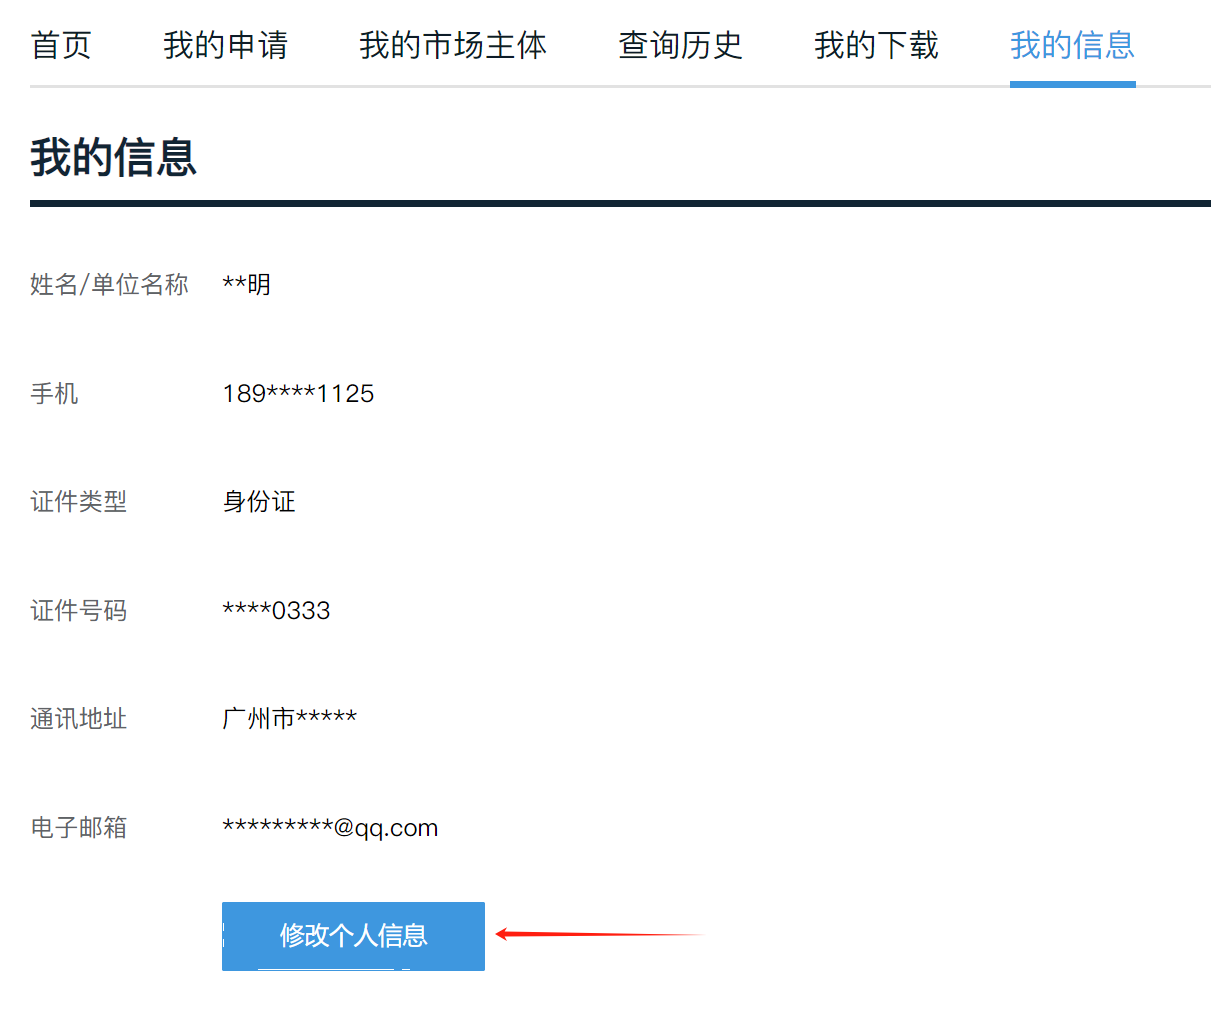 首页 我的申请 我的市场主体 查询历史 我的下载 我的信息
我的信息
姓名/单位名称 **明
手机 189****1125
证件类型 身份证
证件号码 ****0333
通讯地址 广州市*****
电子邮箱 *********@qq.com
修改个人信息